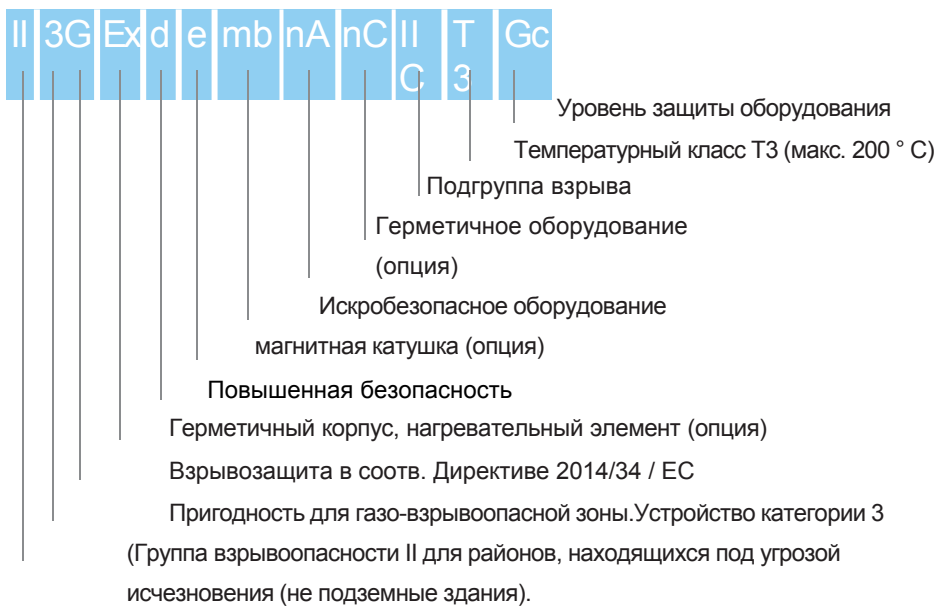 II 3G Ex d e mb nA nC II T Gc
C 3
Уровень защиты оборудования
Температурный класс T3 (макс. 200 ° C)
Подгруппа взрыва
Герметичное оборудование
(опция)
Искробезопасное оборудование
магнитная катушка (опция)
Повышенная безопасность
Герметичный корпус, нагревательный элемент (опция)
Взрывозащита в соотв. Директиве 2014/34 / ЕС
Пригодность для газо-взрывоопасной зоны.Устройство категории 3
(Группа взрывоопасности II для районов, находящихся под угрозой
исчезновения (не подземные здания).